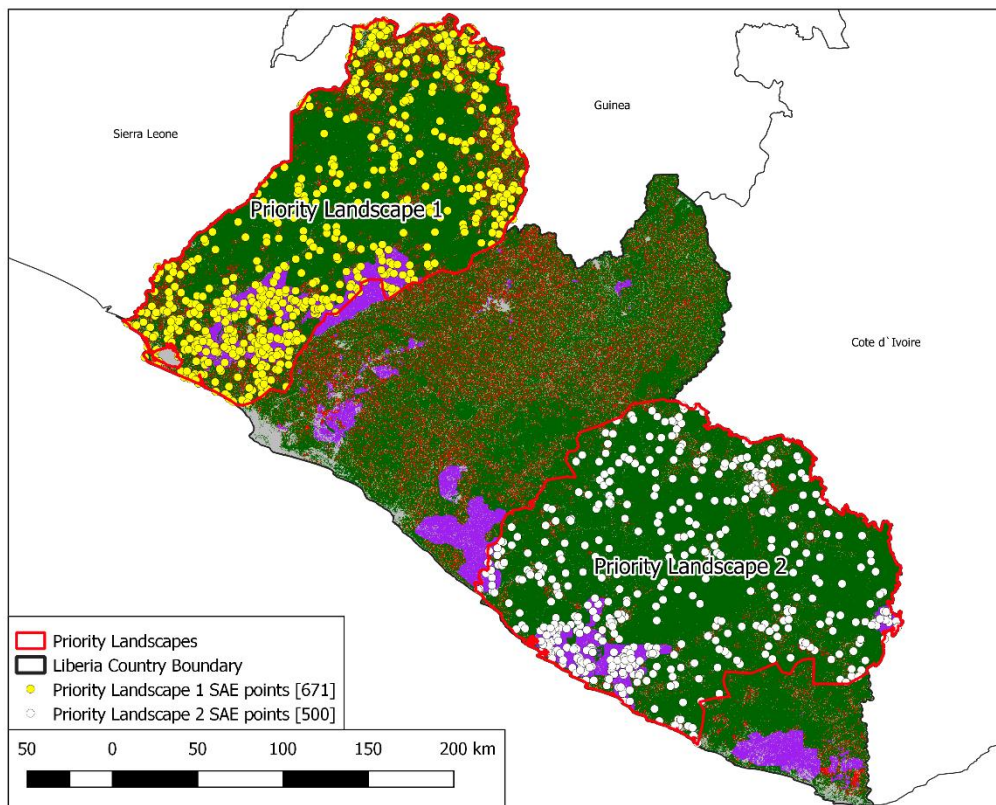 Guinea
Sierra Leone
Priority Landscape 1
Cote d`Ivoire
Priority Landscape 2
Priority Landscapes
Liberia Country Boundary
Priority Landscape 1 SAE points [671]
Priority Landscape 2 SAE points [500]
50 0 50 100 150 200 km